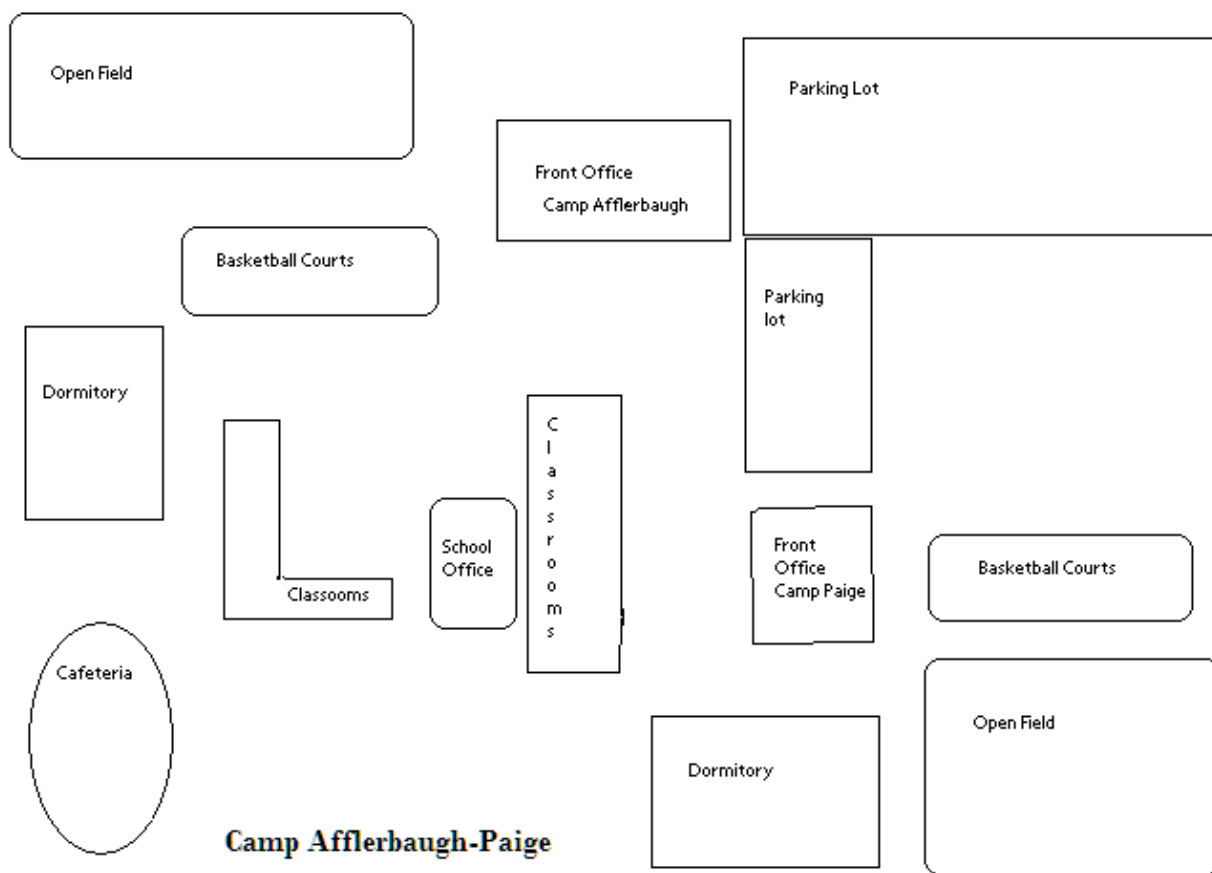 Open Field
Parking Lot
Front Office
Camp Afflerbaugh
Basketball Courts
Parking
lot
Dormitory
Classrooms
School
Office
Classooms
Front
Office
Camp Paige
Basketball Courts
Cafeteria
Open Field
Dormitory
Camp Afflerbaugh-Paige